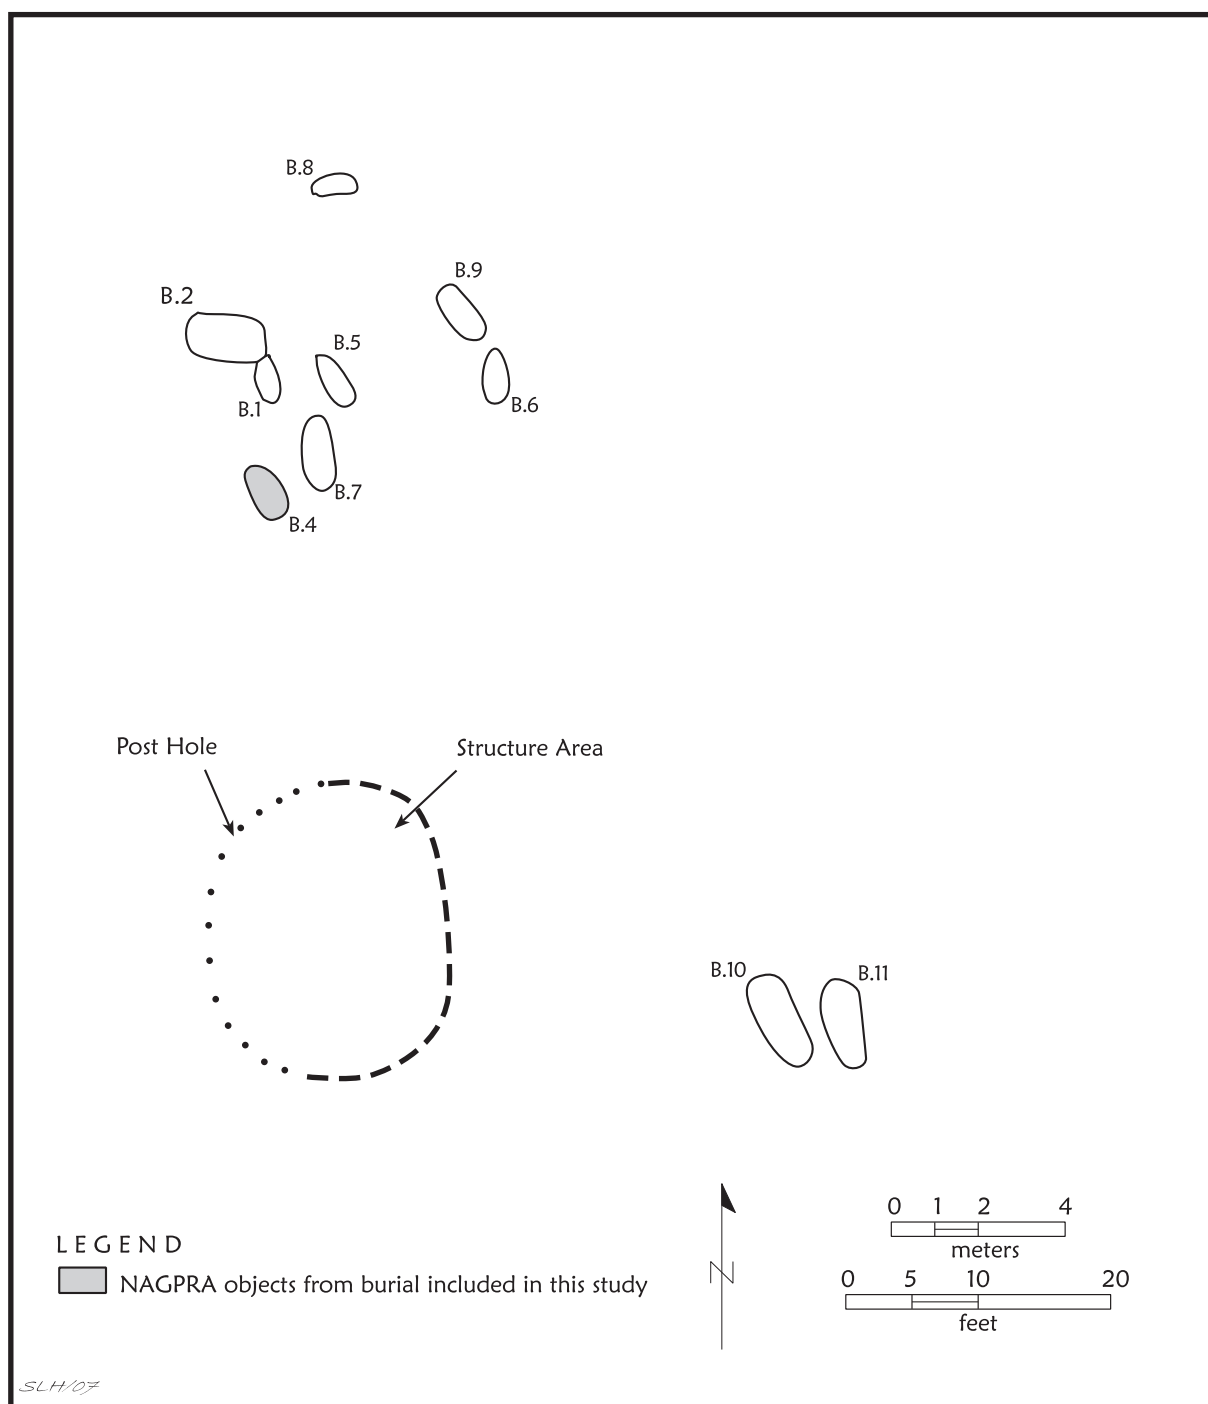 B.8
B.9
B.2
B.5
B.1
B.6
B.7
B.4
Post Hole
Structure Area
B.10
B.11
N
0 1 2 4
meters
0 5 10 20
feet
LEGEND
NAGPRA objects from burial included in this study
SLH/07